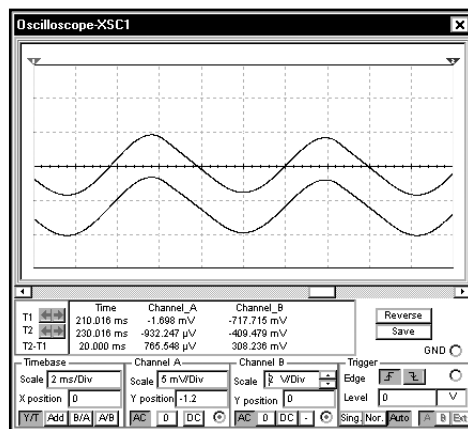 Oscilloscope-XSC1
Time Channel_A Channel_B
T1 210.016 ms -1.698 mV -717.715 mV
T2 230.016 ms -932.247 µV -409.479 mV
T2-T1 20.000 ms 765.548 µV 308.236 mV
Reverse
Save
GND
Timebase Channel A Channel B Trigger
Scale 2 ms/Div Scale 5 mV/Div Scale 2 V/Div Edge
X position 0 Y position -1.2 Y position 0 Level 0 V
Y/T Add B/A A/B AC 0 DC AC 0 DC - Sing. Nor. Auto A B Ext